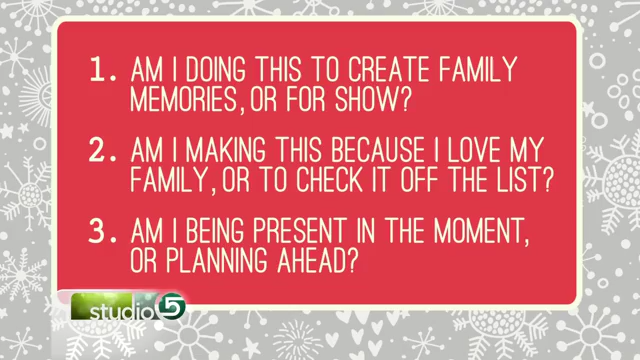 1. AM I DOING THIS TO CREATE FAMILY
MEMORIES, OR FOR SHOW?
2. AM I MAKING THIS BECAUSE I LOVE MY
FAMILY, OR TO CHECK IT OFF THE LIST?
3. AM I BEING PRESENT IN THE MOMENT,
OR PLANNING AHEAD?
studio 5